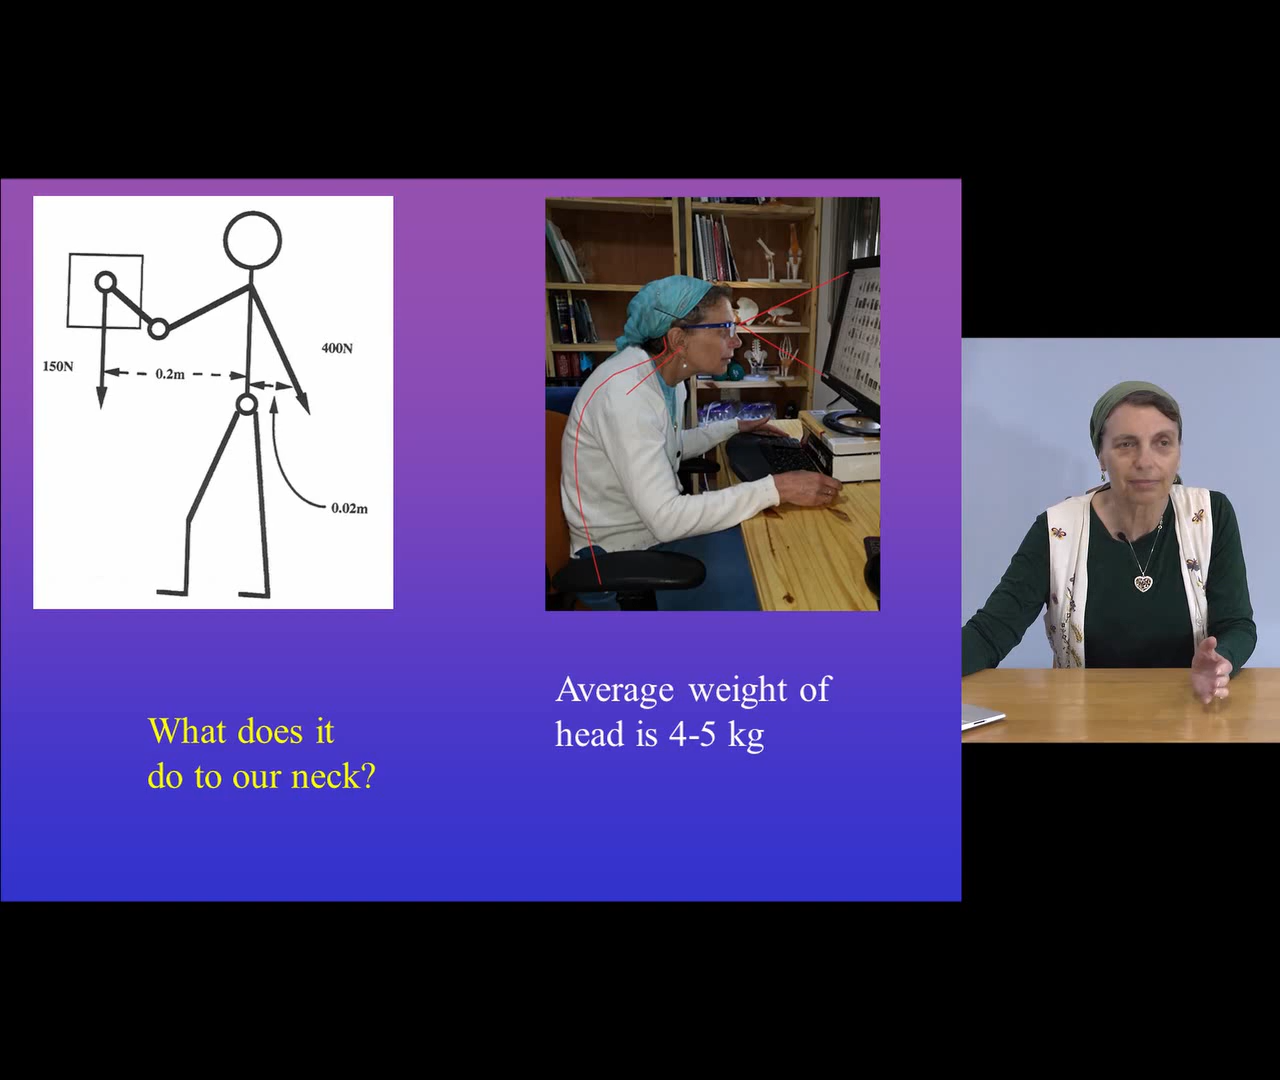 150N
0.2m
400N
0.02m
What does it
do to our neck?
Average weight of
head is 4-5 kg